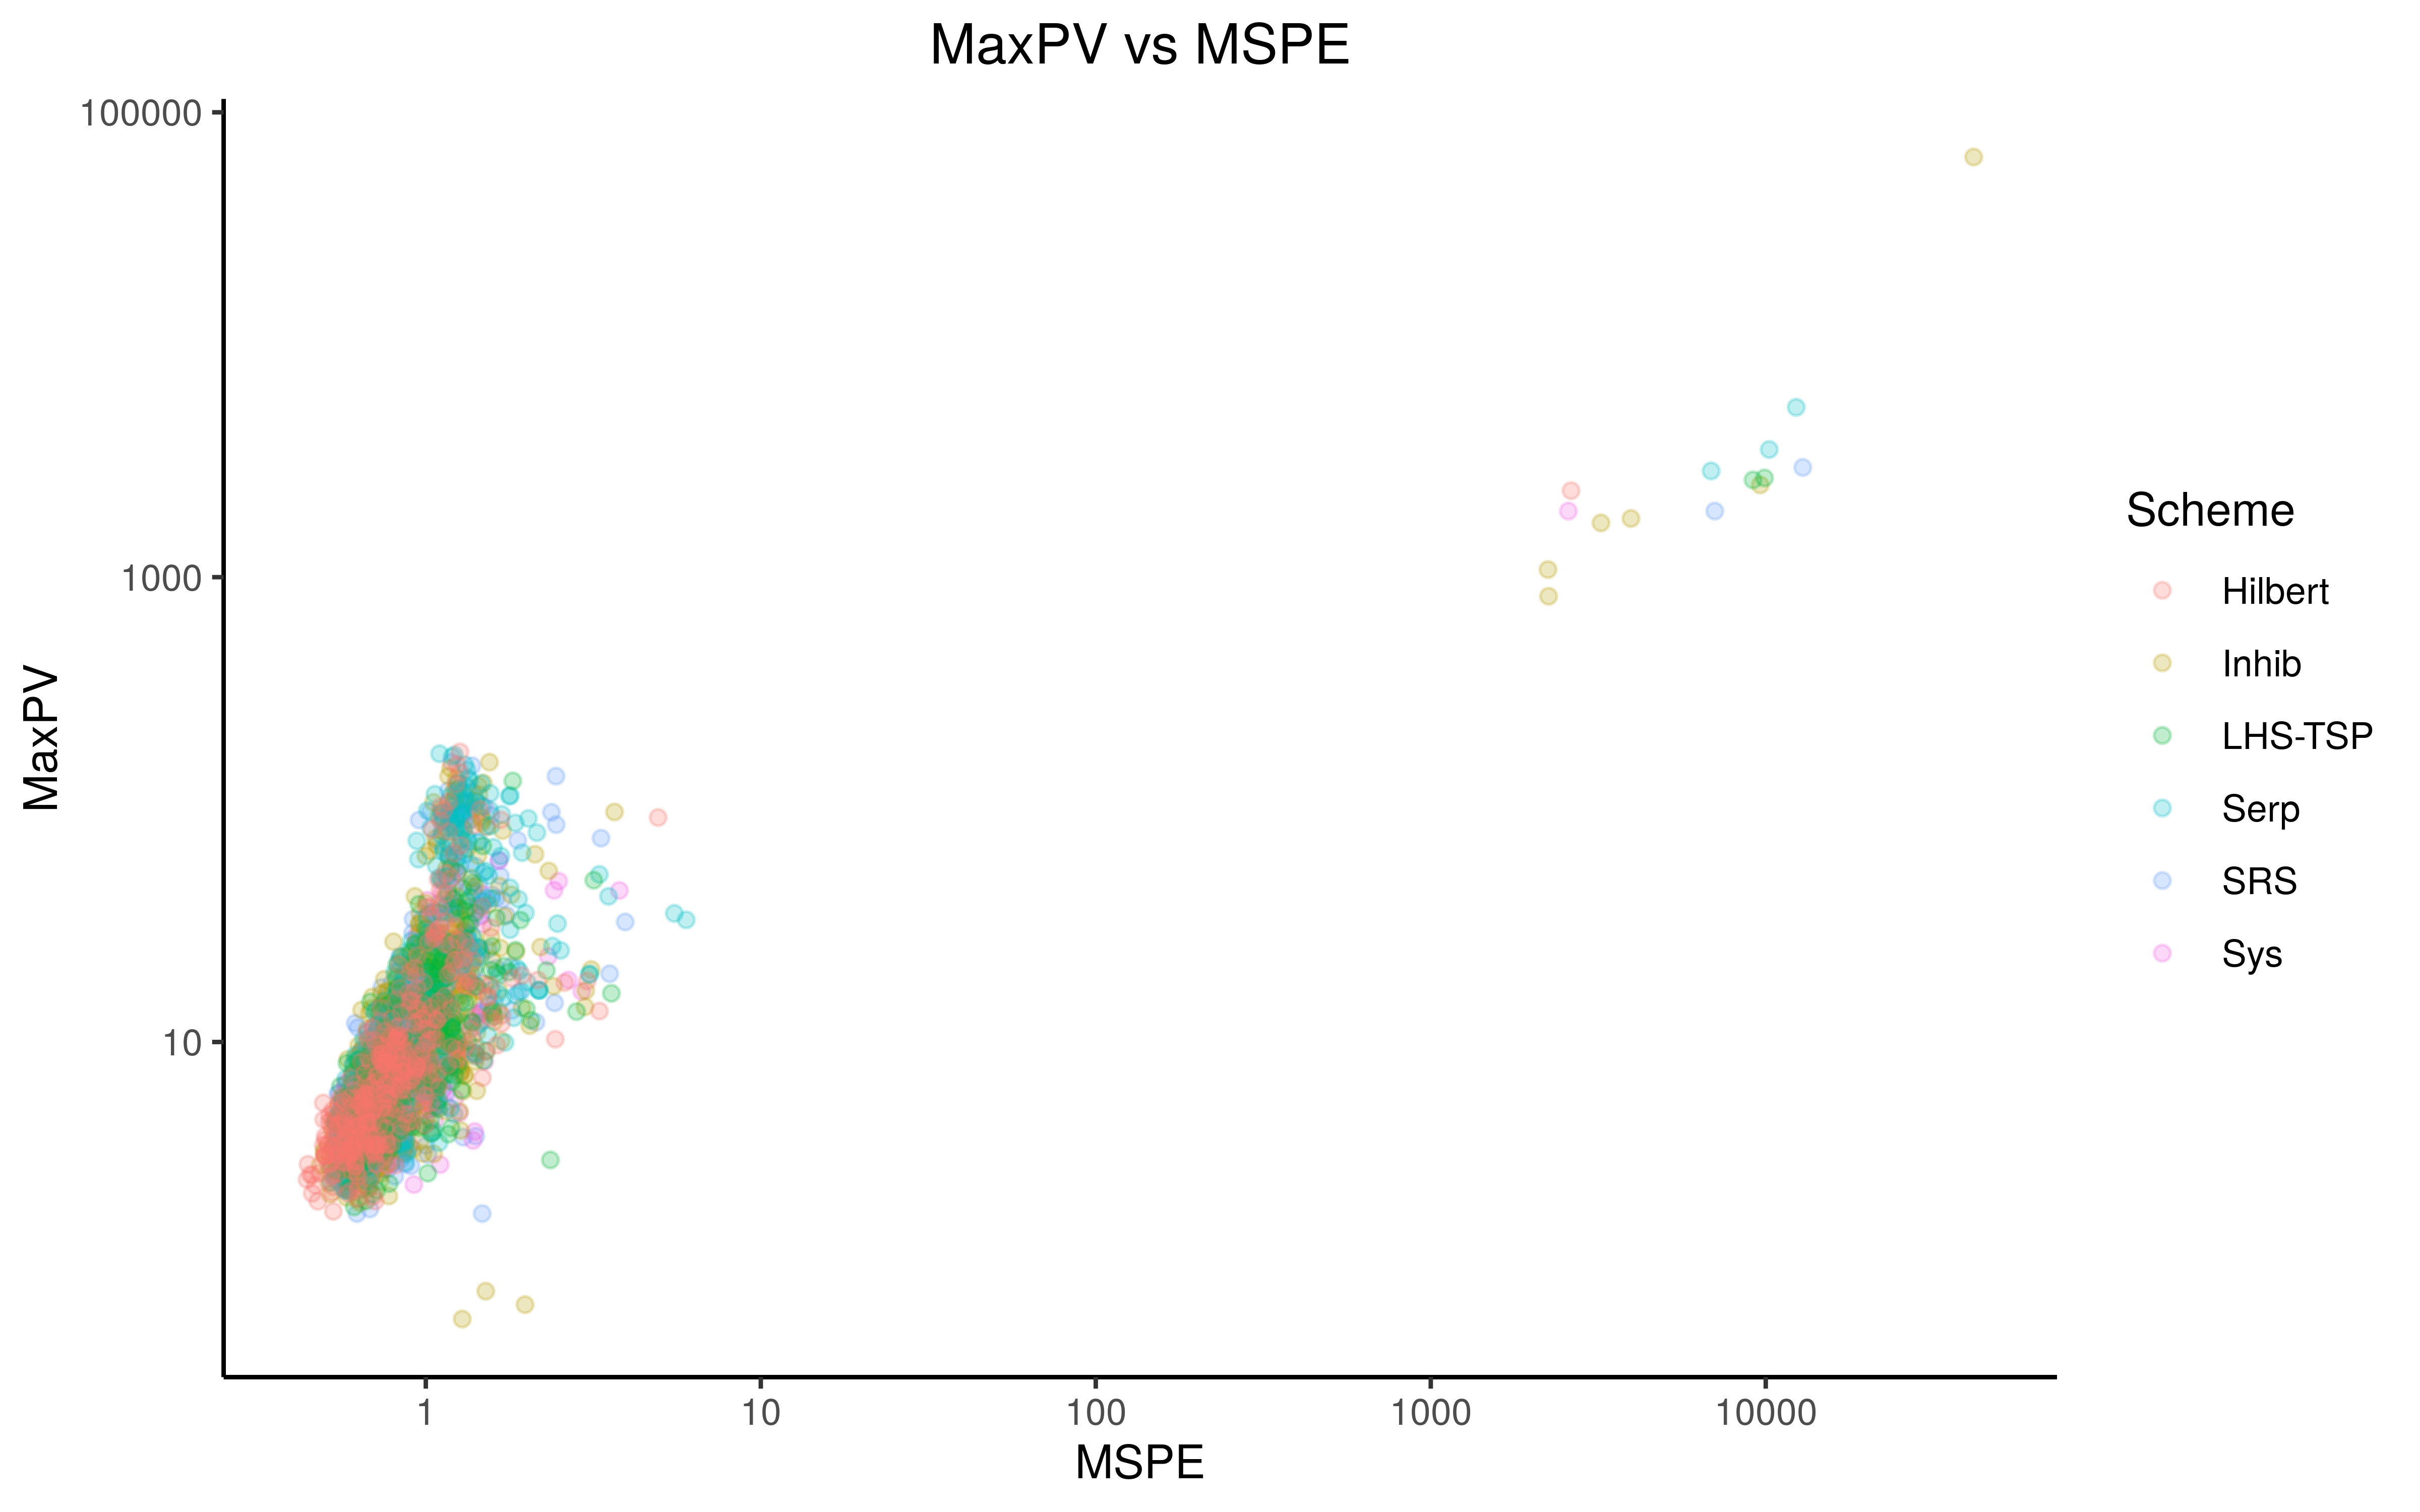 MaxPV vs MSPE
100000
1000
10
MaxPV
1
10
100
1000
10000
MSPE
Scheme
Hilbert
Inhib
LHS-TSP
Serp
SRS
Sys